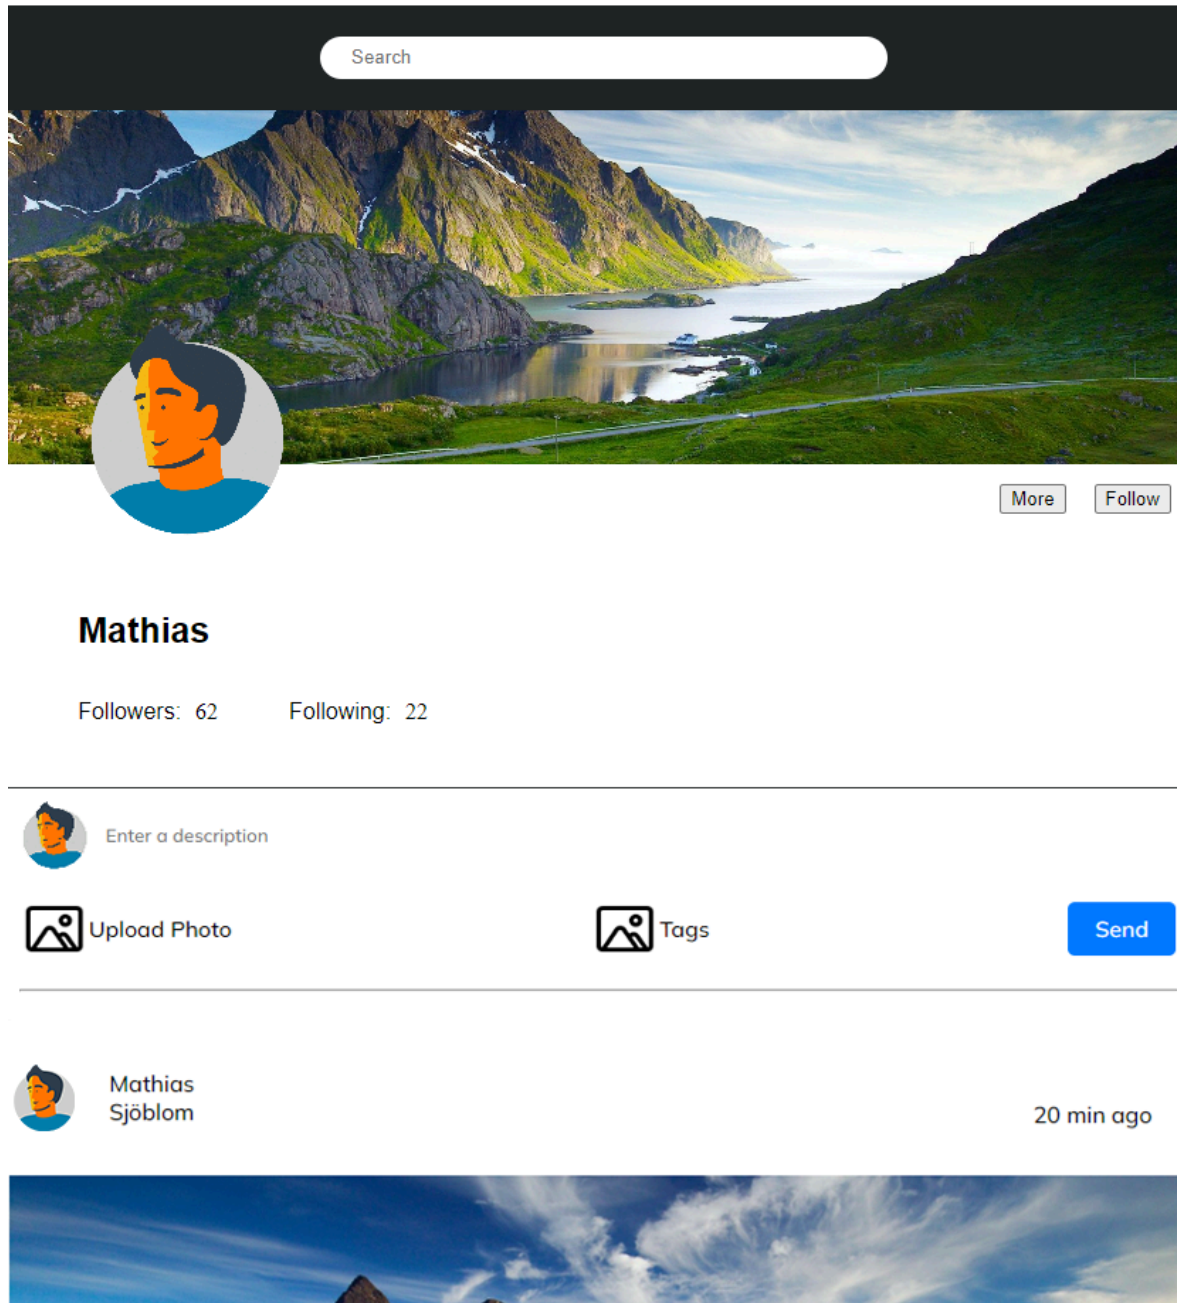 Search
More Follow
Mathias
Followers: 62 Following: 22
Enter a description
Upload Photo Tags Send
Mathias
Sjöblom
20 min ago